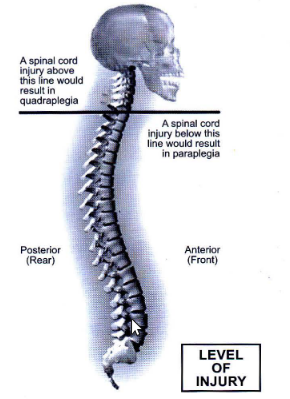 A spinal cord
injury above
this line would
result in
quadraplegia
A spinal cord
injury below this
line would result
in paraplegia
Posterior
(Rear)
Anterior
(Front)
LEVEL
OF
INJURY